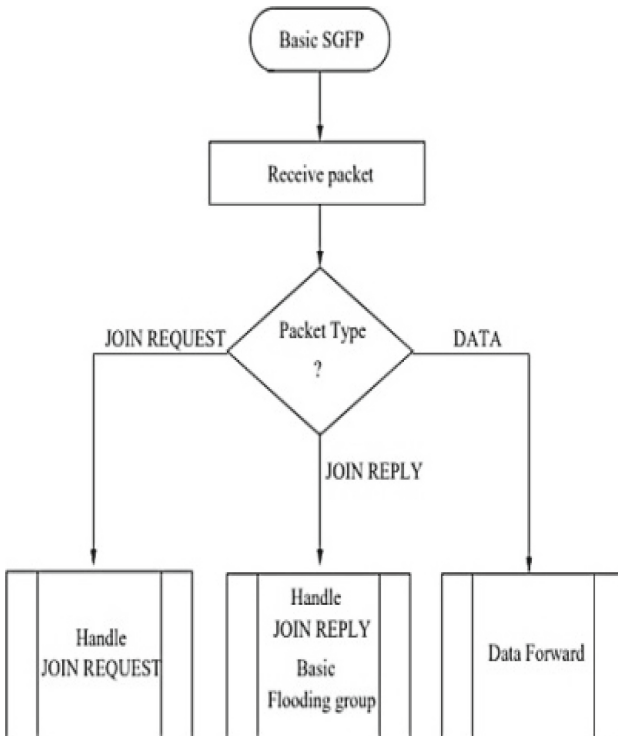 Basic SGFP
Receive packet
Packet Type
?
JOIN REQUEST
DATA
JOIN REPLY
Handle
JOIN REQUEST
Handle
JOIN REPLY
Basic
Flooding group
Data Forward